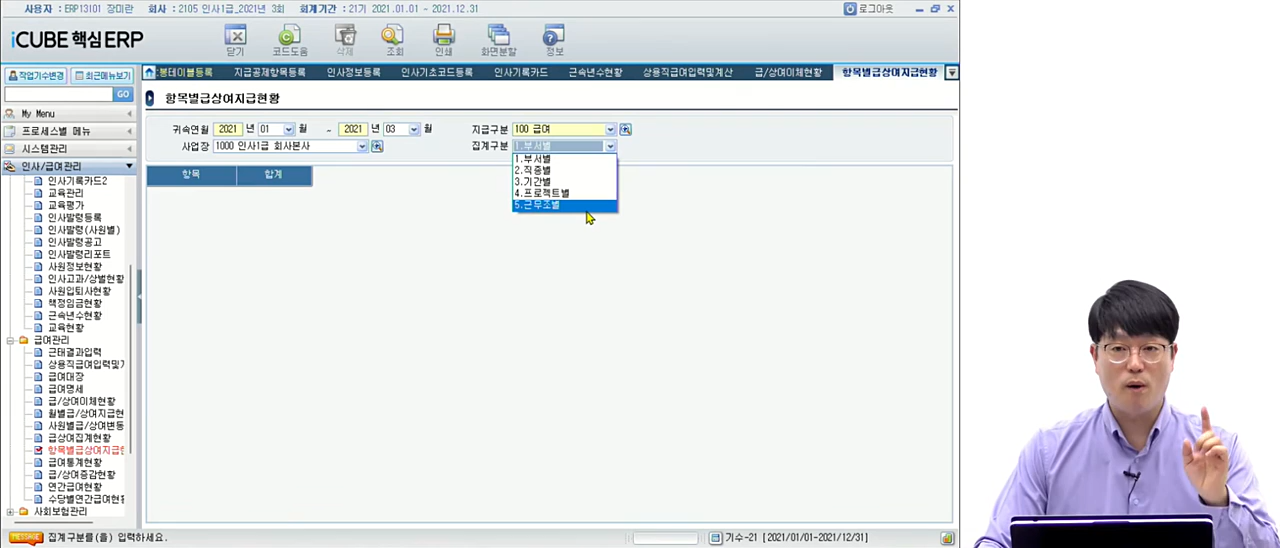 사용자 : ERP13101 장미란 회사 : 2105 인사1급_2021년 3회 회계기간 : 21기 2021.01.01 ~ 2021.12.31 로그아웃
iCUBE 핵심ERP
닫기 코드도움 삭제 조회 인쇄 화면분할 정보
작업기수변경 최근메뉴보기
봉테이블등록 지급공제항목등록 인사정보등록 인사기초코드등록 인사기록카드 근속년수현황 상용직급여입력및계산 급/상여이체현황 항목별급상여지급현황
GO
항목별급상여지급현황
귀속연월 2021 년 01 월 ~ 2021 년 03 월 지급구분 100 급여
사업장 1000 인사1급 회사본사 집계구분 1.부서별
1.부서별
2.직종별
3.기간별
4.프로젝트별
5.근무조별
항목 합계
My Menu
프로세스별 메뉴
시스템관리
인사/급여관리
인사기록카드2
교육관리
교육평가
인사발령등록
인사발령(사원별)
인사발령공고
인사발령리포트
사원정보현황
인사고과/상벌현황
사원입퇴사현황
책정임금현황
근속년수현황
교육현황
급여관리
근태결과입력
상용직급여입력및
급여대장
급여명세
급/상여이체현황
월별급/상여지급현
사원별급/상여변동
급상여집계현황
항목별급상여지급현
급여통계현황
급/상여증감현황
연간급여현황
수당별연간급여현황
사회보험관리
MESSAGE 집계구분를(을) 입력하세요. 기수-21 [2021/01/01~2021/12/31]